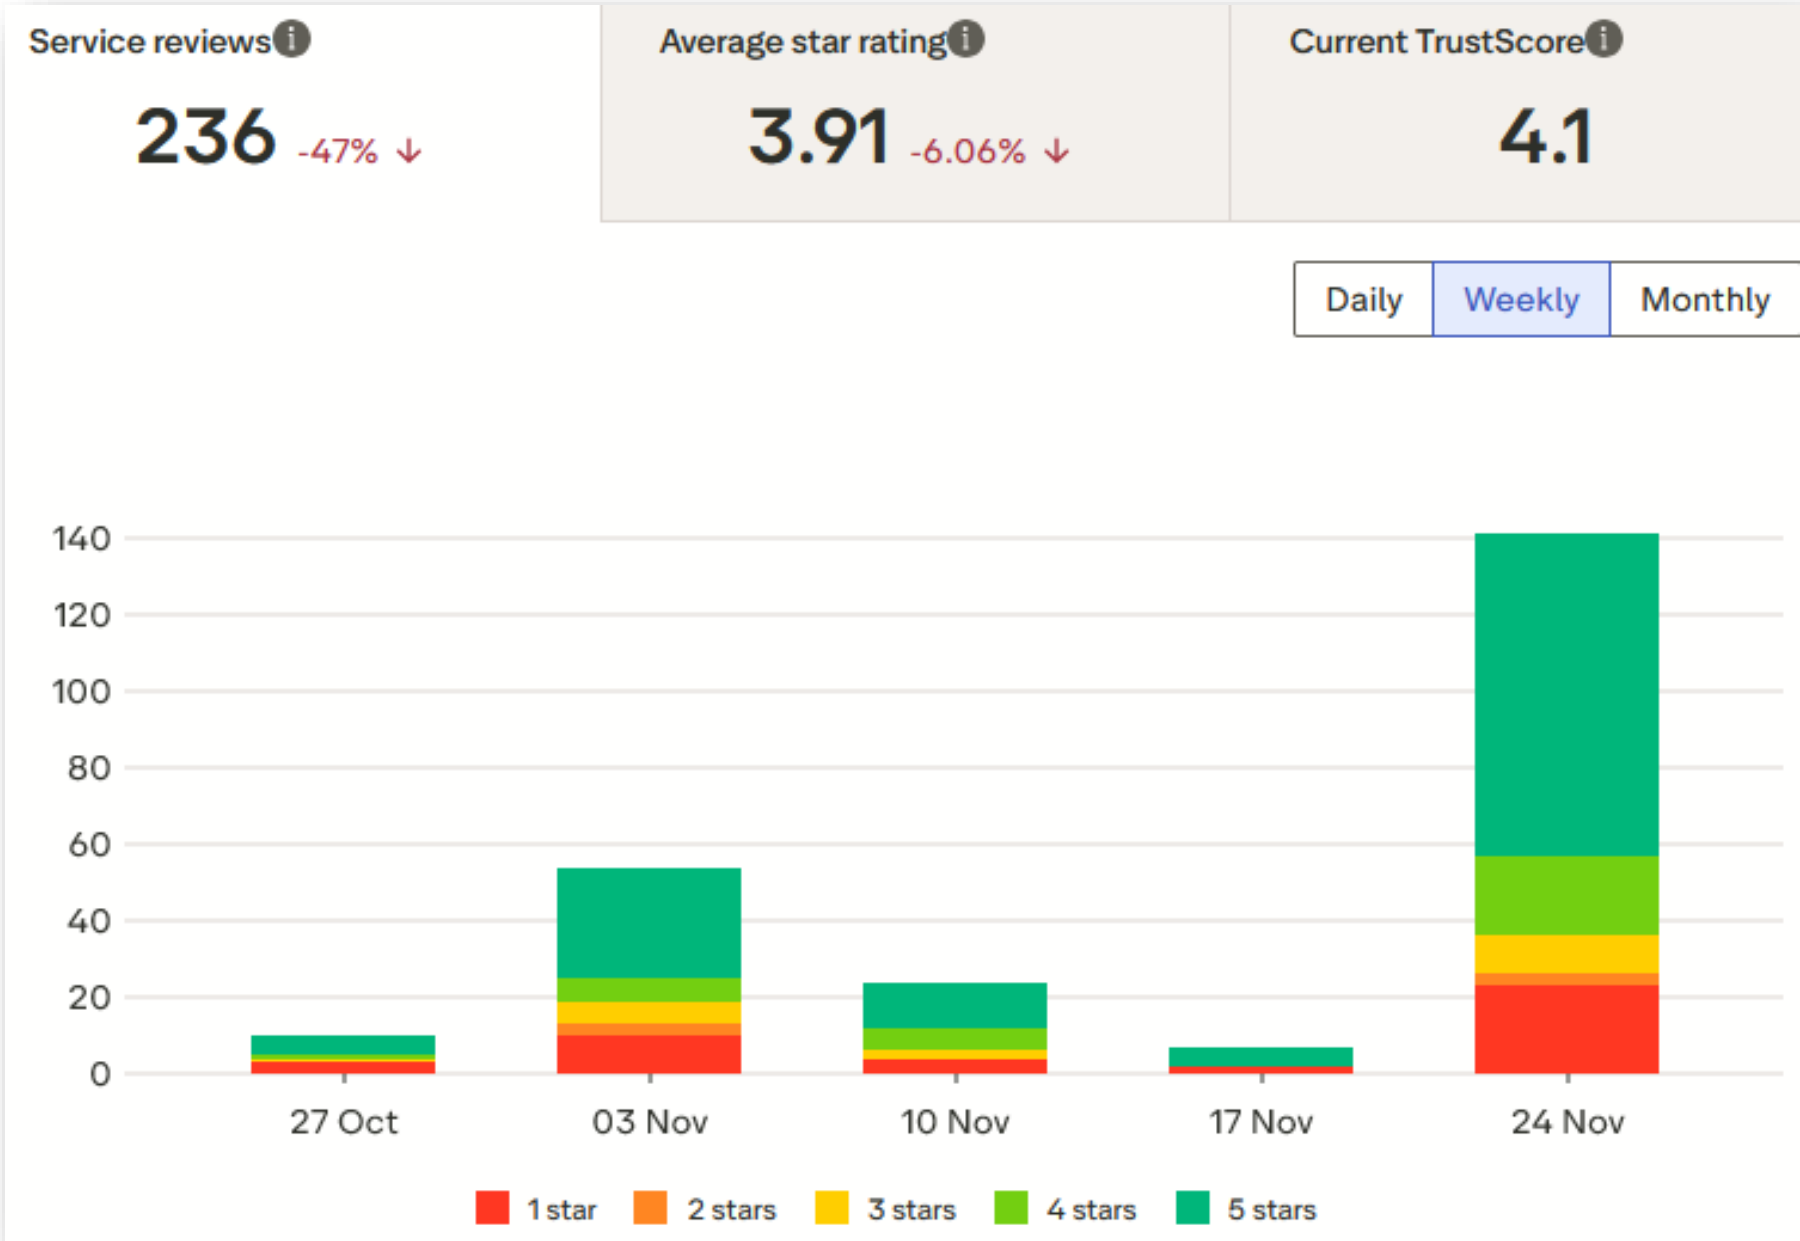 Service reviews
Average star rating
Current TrustScore
236 -47% ↓
3.91 -6.06% ↓
4.1
Daily Weekly Monthly
140
120
100
80
60
40
20
0
27 Oct 03 Nov 10 Nov 17 Nov 24 Nov
1 star 2 stars 3 stars 4 stars 5 stars